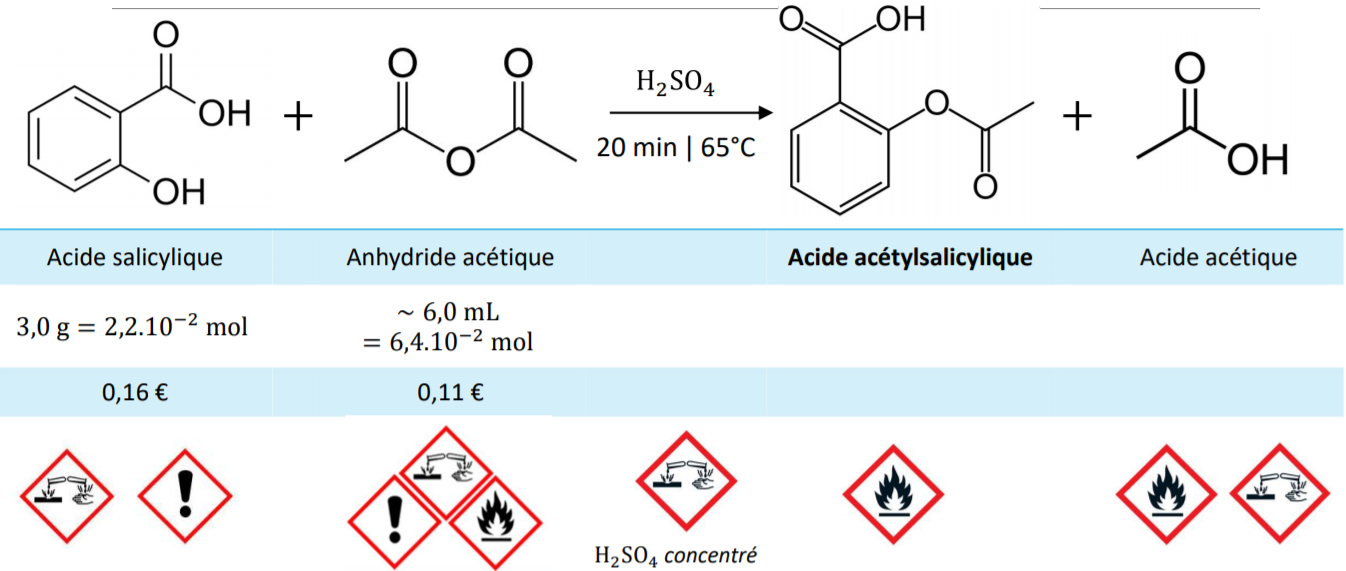 O
OH
OH
+
O
O
O
H₂SO₄
20 min | 65°C
O
OH
O
O
+
O
OH
Acide salicylique
Anhydride acétique
Acide acétylsalicylique
Acide acétique
3,0 g = 2,2.10⁻² mol
~ 6,0 mL
= 6,4.10⁻² mol
0,16 €
0,11 €
H₂SO₄ concentré